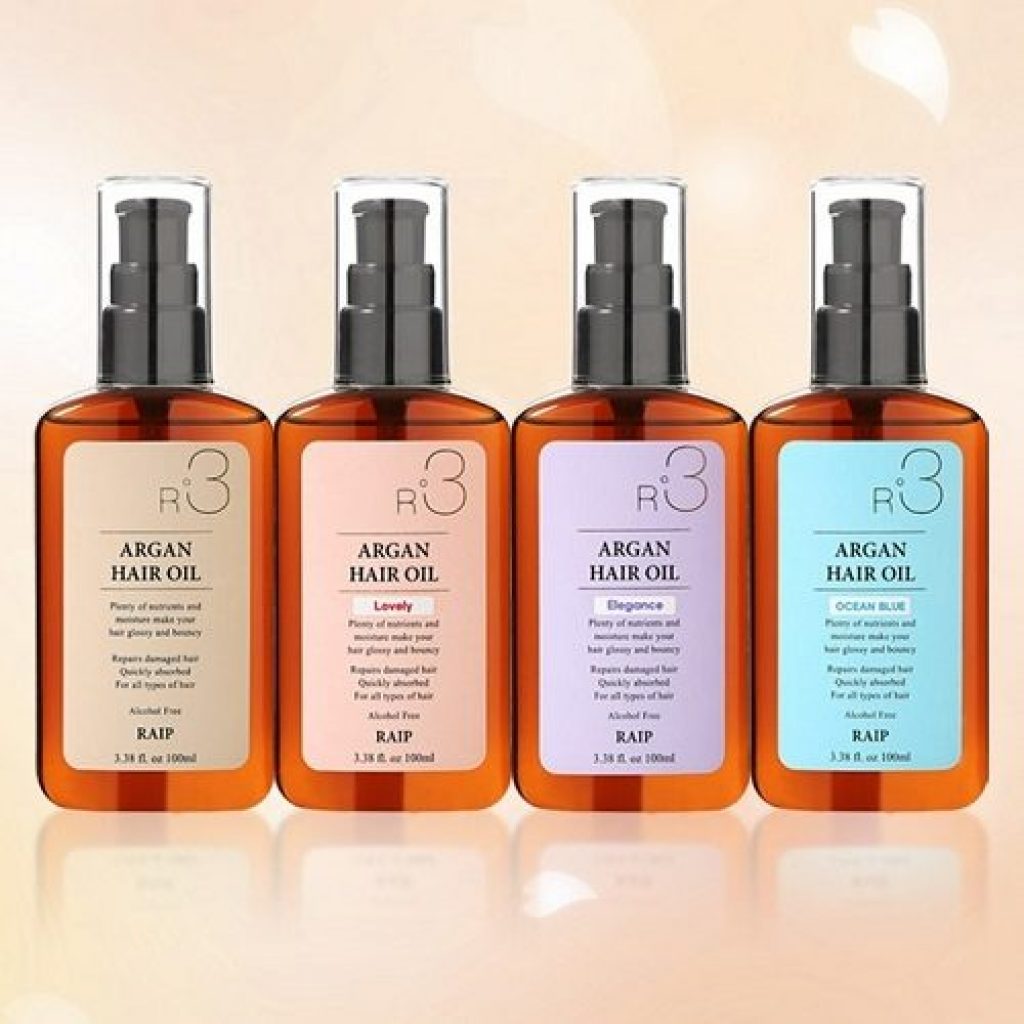 R°3
ARGAN
HAIR OIL
Plenty of nutrients and
moisture make your
hair glossy and bouncy
Repairs damaged hair
Quickly absorbed
For all types of hair
Alcohol Free
RAIP
3.38 fl. oz 100ml
R°3
ARGAN
HAIR OIL
Lovely
Plenty of nutrients and
moisture make your
hair glossy and bouncy
Repairs damaged hair
Quickly absorbed
For all types of hair
Alcohol Free
RAIP
3.38 fl. oz 100ml
R°3
ARGAN
HAIR OIL
Elegance
Plenty of nutrients and
moisture make your
hair glossy and bouncy
Repairs damaged hair
Quickly absorbed
For all types of hair
Alcohol Free
RAIP
3.38 fl. oz 100ml
R°3
ARGAN
HAIR OIL
OCEAN BLUE
Plenty of nutrients and
moisture make your
hair glossy and bouncy
Repairs damaged hair
Quickly absorbed
For all types of hair
Alcohol Free
RAIP
3.38 fl. oz 100ml